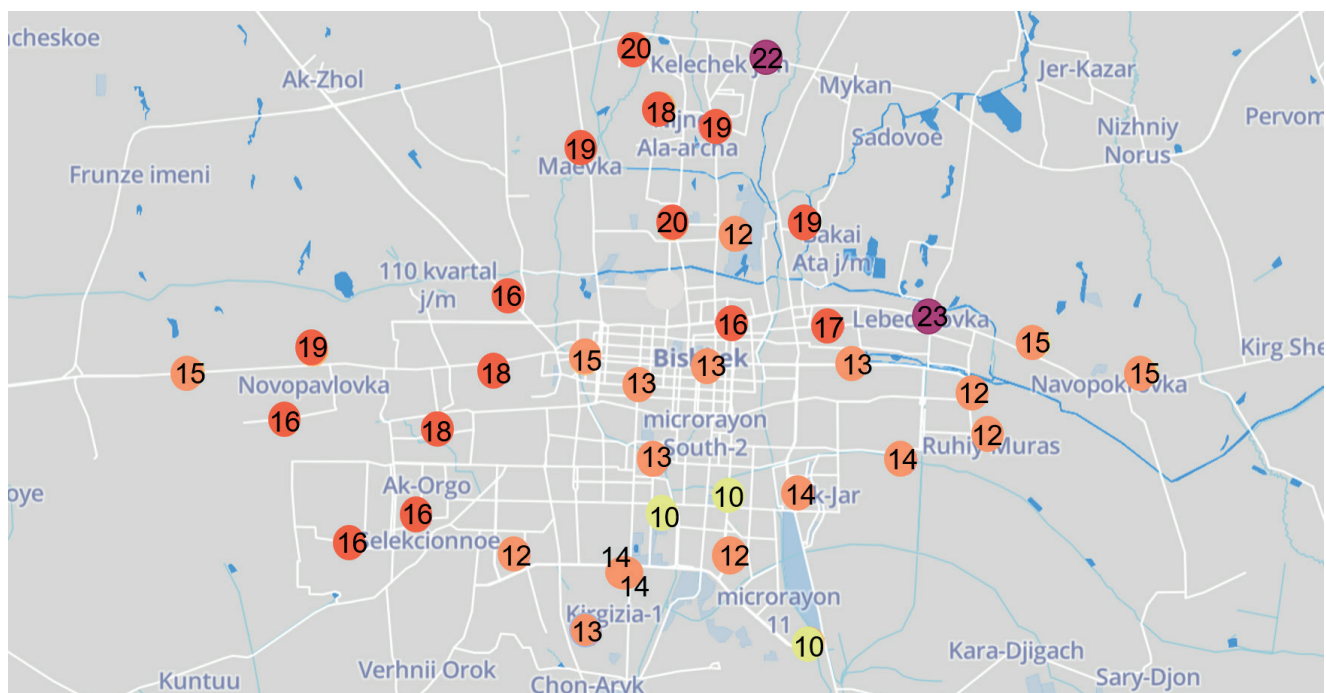 acheskoe
20
Kelechek j/m
22
Ak-Zhol
Jer-Kazar
Mykan
18
19
Pervom
Nizhniy
Norus
Sadovoe
Ala-archa
19
Maevka
Frunze imeni
20
12
19
Bakai
Ata j/m
110 kvartal
j/m
16
16
17
Lebedinovka
23
15
19
15
Novopavlovka
18
15
Bishkek
13
13
13
15
Navopokrovka
Kirg She
12
16
18
microrayon
South-2
13
12
Ruhiy Muras
14
Ak-Orgo
oye
10
10
14
k-Jar
16
16
Selekcionnoe
12
14
14
12
Kirgizia-1
13
microrayon
11
10
Kara-Djigach
Verhnii Orok
Kuntuu
Chon-Aryk
Sary-Djon